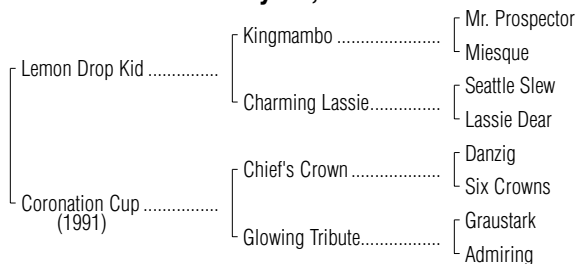 Mr. Prospector
Kingmambo ......................
Miesque
Lemon Drop Kid ...............
Seattle Slew
Charming Lassie...............
Lassie Dear
Danzig
Chief's Crown ...................
Six Crowns
Coronation Cup ................
(1991)
Graustark
Glowing Tribute.................
Admiring